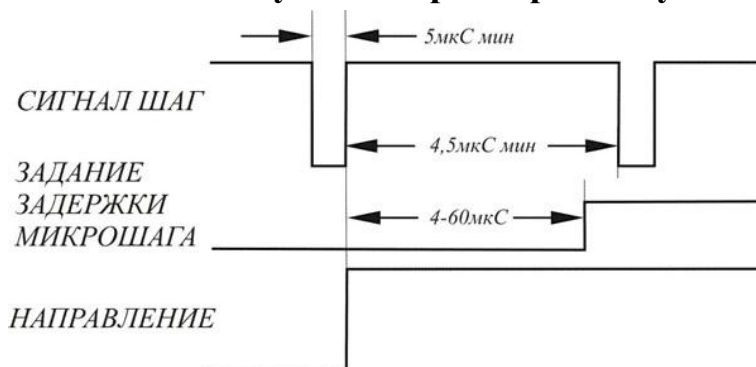 5мкС мин
СИГНАЛ ШАГ
4,5мкС мин
ЗАДАНИЕ
ЗАДЕРЖКИ
4-60мкС
МИКРОШАГА
НАПРАВЛЕНИЕ